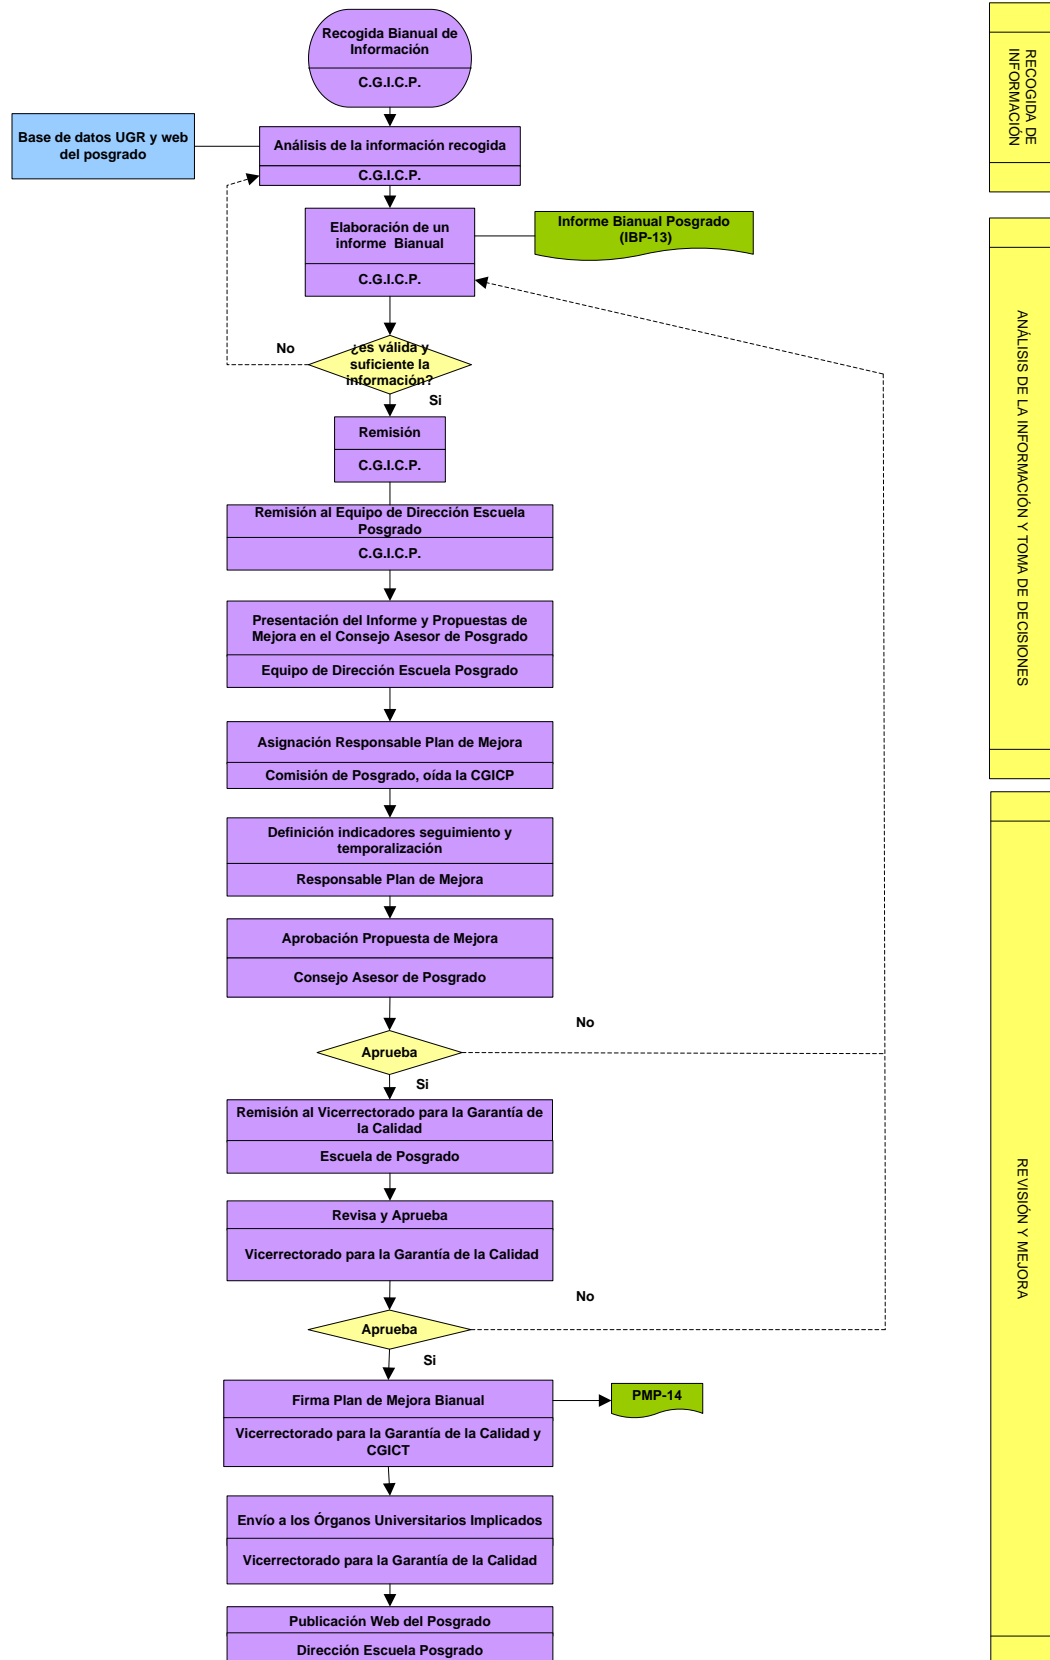 Recogida Bianual de
Información
C.G.I.C.P.
Base de datos UGR y web
del posgrado
Análisis de la información recogida
C.G.I.C.P.
Elaboración de un
informe Bianual
C.G.I.C.P.
Informe Bianual Posgrado
(IBP-13)
No
¿es válida y
suficiente la
información?
Si
Remisión
C.G.I.C.P.
Remisión al Equipo de Dirección Escuela
Posgrado
C.G.I.C.P.
Presentación del Informe y Propuestas de
Mejora en el Consejo Asesor de Posgrado
Equipo de Dirección Escuela Posgrado
Asignación Responsable Plan de Mejora
Comisión de Posgrado, oída la CGICP
Definición indicadores seguimiento y
temporalización
Responsable Plan de Mejora
Aprobación Propuesta de Mejora
Consejo Asesor de Posgrado
No
Aprueba
Si
Remisión al Vicerrectorado para la Garantía de
la Calidad
Escuela de Posgrado
Revisa y Aprueba
Vicerrectorado para la Garantía de la Calidad
No
Aprueba
Si
Firma Plan de Mejora Bianual
Vicerrectorado para la Garantía de la Calidad y
CGICT
PMP-14
Envío a los Órganos Universitarios Implicados
Vicerrectorado para la Garantía de la Calidad
Publicación Web del Posgrado
Dirección Escuela Posgrado
RECOGIDA DE
INFORMACIÓN
ANÁLISIS DE LA INFORMACIÓN Y TOMA DE DECISIONES
REVISIÓN Y MEJORA